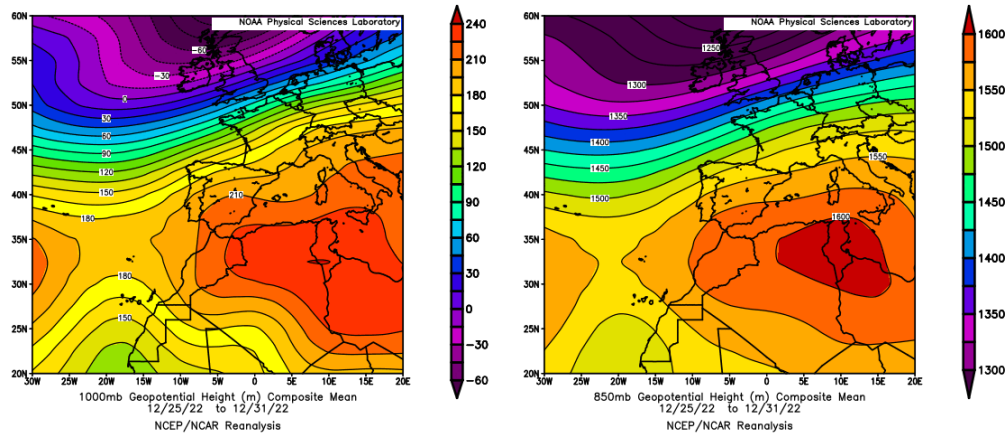 NOAA Physical Sciences Laboratory
60N
55N
50N
45N
40N
35N
30N
25N
20N
-60
-30
0
30
60
90
120
150
180
210
180
150
30W
25W
20W
15W
10W
5W
0
5E
10E
15E
20E
240
210
180
150
120
90
60
30
0
-30
-60
1000mb Geopotential Height (m) Composite Mean
12/25/22 to 12/31/22
NCEP/NCAR Reanalysis
NOAA Physical Sciences Laboratory
60N
55N
50N
45N
40N
35N
30N
25N
20N
1250
1300
1350
1400
1450
1500
1550
1600
30W
25W
20W
15W
10W
5W
0
5E
10E
15E
20E
1600
1550
1500
1450
1400
1350
1300
850mb Geopotential Height (m) Composite Mean
12/25/22 to 12/31/22
NCEP/NCAR Reanalysis